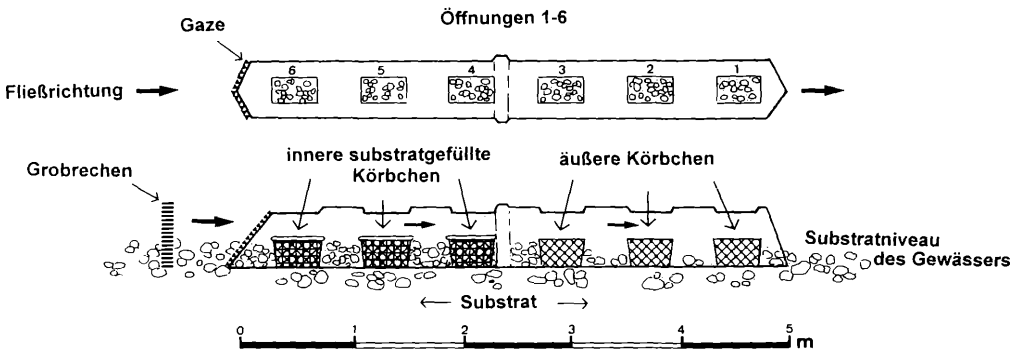 Öffnungen 1-6
Gaze
6 5 4 3 2 1
Fließrichtung
innere substratgefüllte
Körbchen
äußere Körbchen
Grobrechen
Substratniveau
des Gewässers
Substrat
0 1 2 3 4 5 m